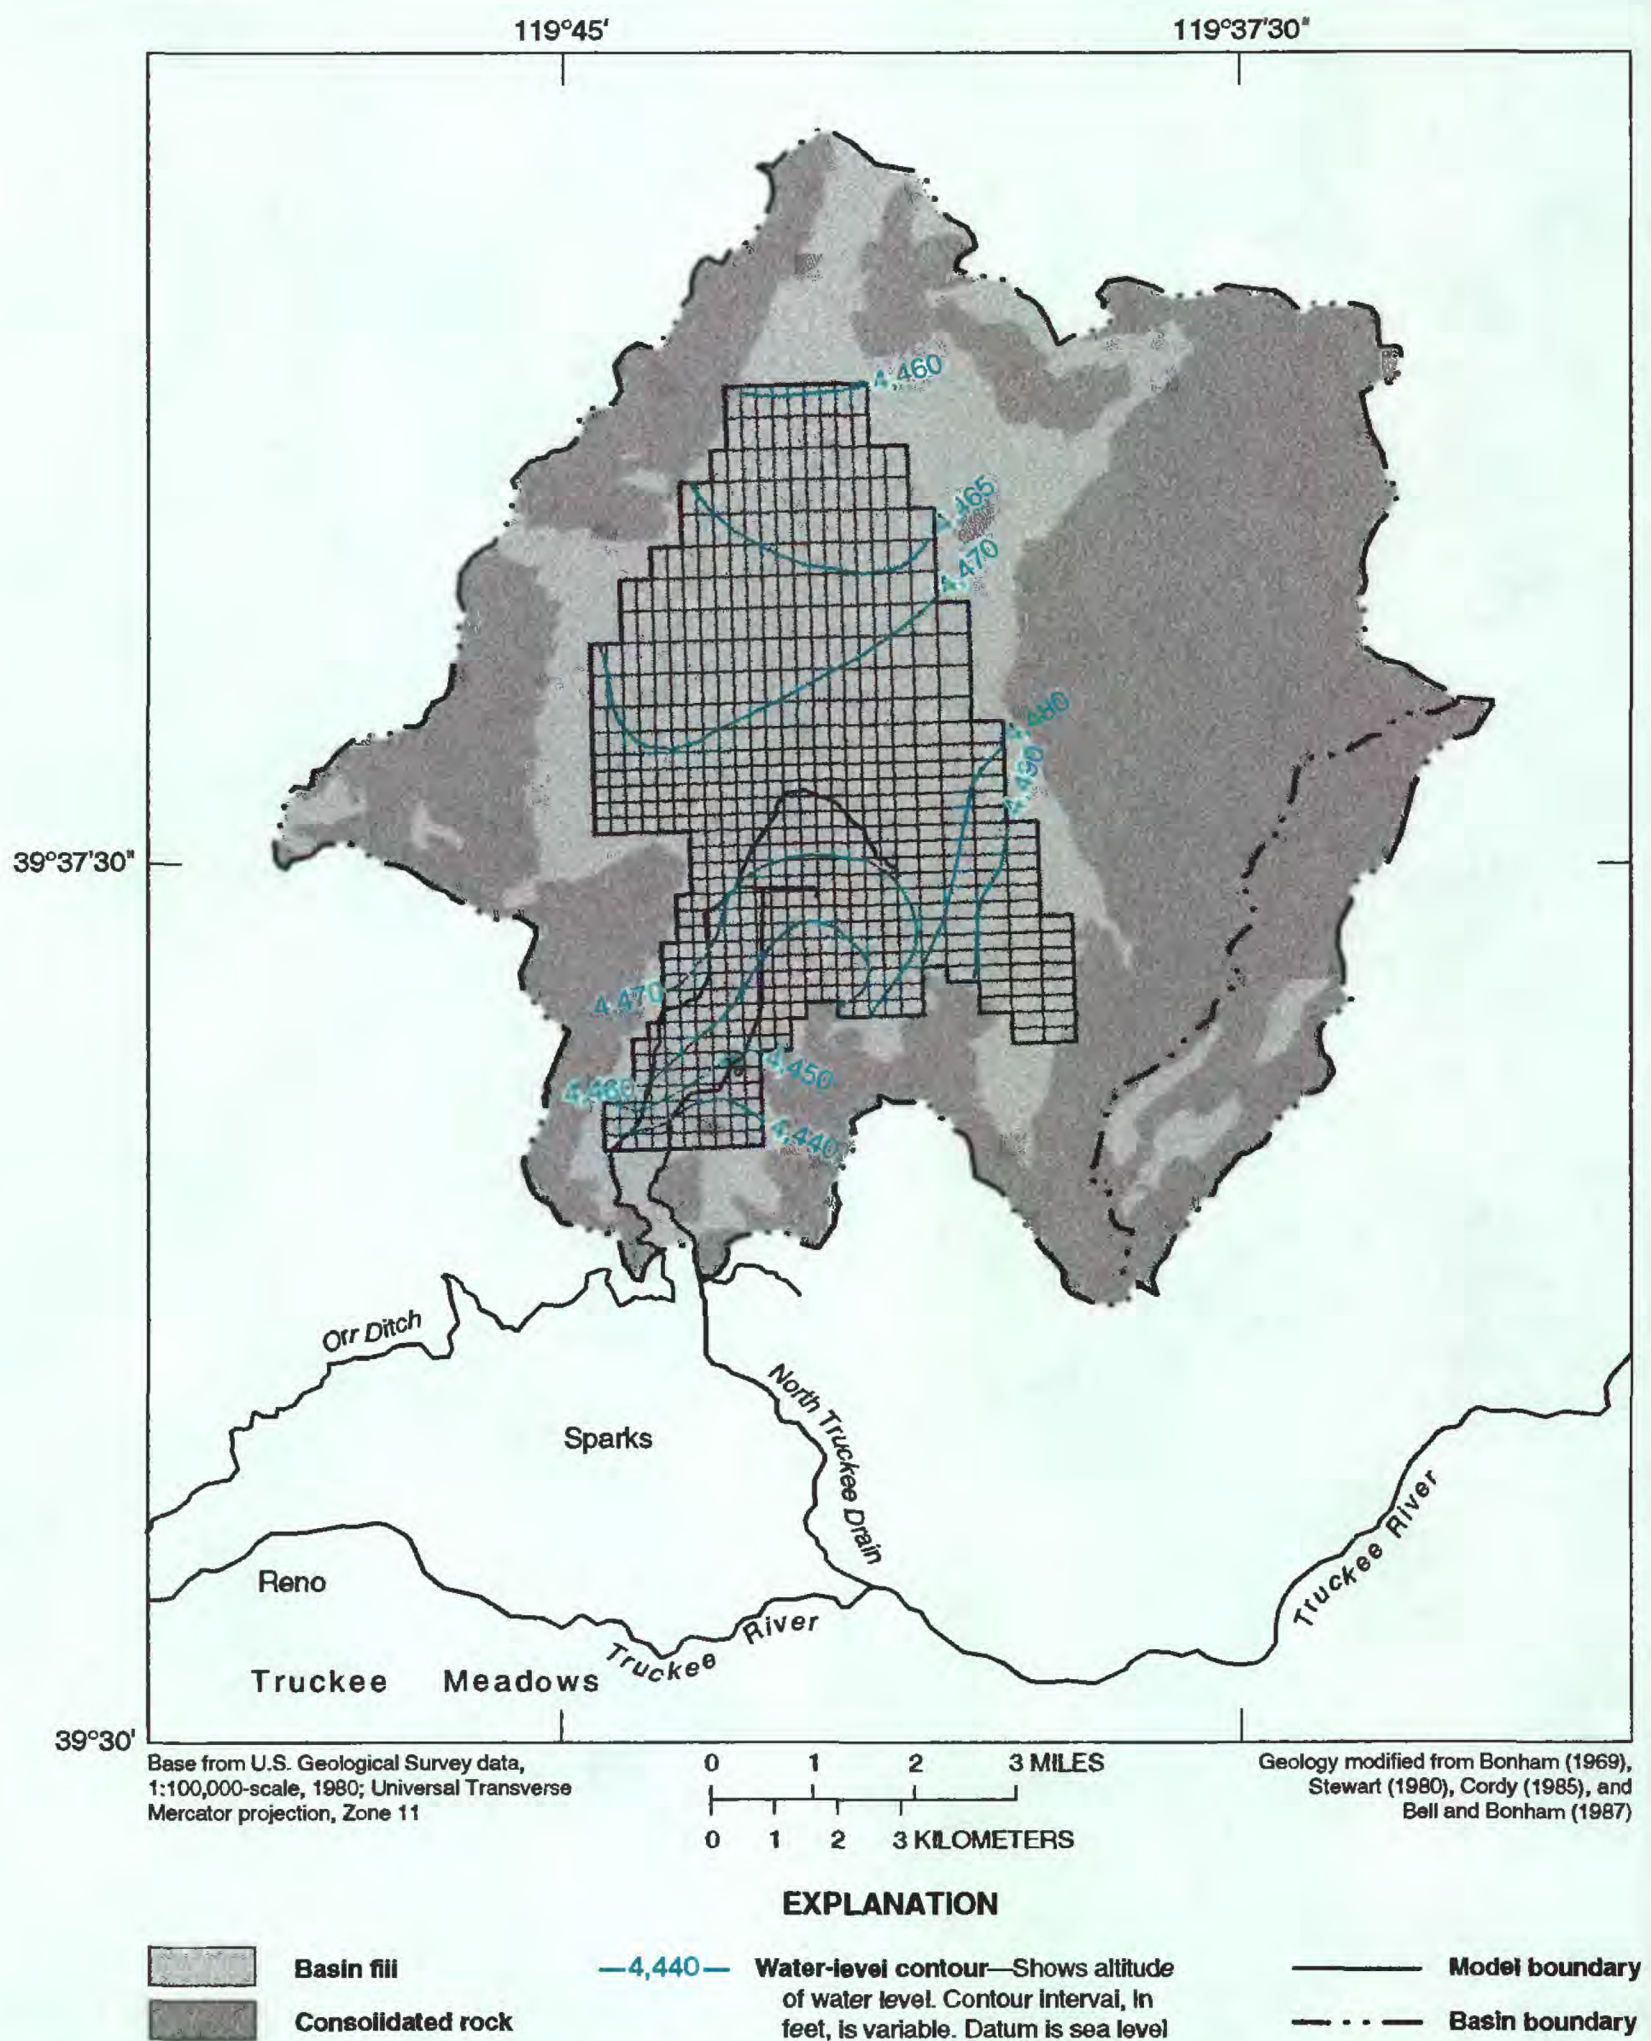 119°45'
119°37'30"
4,460
4,465
4,470
4,480
4,490
39°37'30"
4,470
4,460
4,450
4,440
Orr Ditch
North Truckee Drain
Sparks
Reno
Truckee River
Truckee River
Truckee Meadows
39°30'
Base from U.S. Geological Survey data,
1:100,000-scale, 1980; Universal Transverse
Mercator projection, Zone 11
0 1 2 3 MILES
0 1 2 3 KILOMETERS
Geology modified from Bonham (1969),
Stewart (1980), Cordy (1985), and
Bell and Bonham (1987)
EXPLANATION
Basin fill
Consolidated rock
4,440
Water-level contour—Shows altitude
of water level. Contour interval, in
feet, is variable. Datum is sea level
Model boundary
Basin boundary